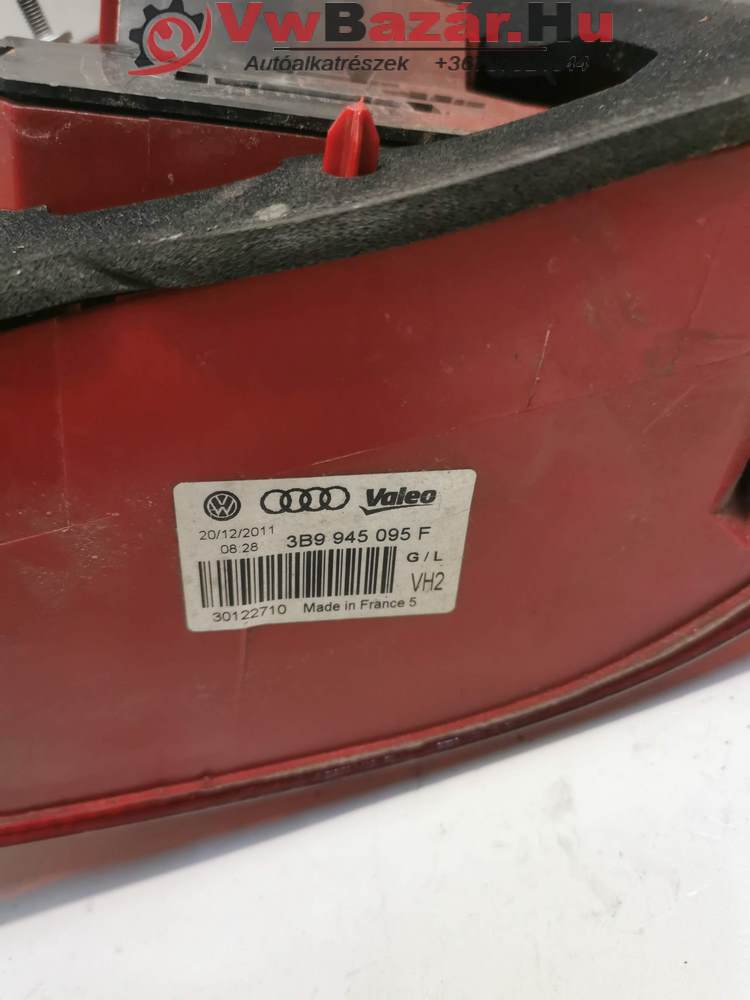 VwBazár.Hu
Autóalkatrészek
Valeo
20/12/2011
08:28
3B9 945 095 F
G / L
VH2
30122710 Made in France 5